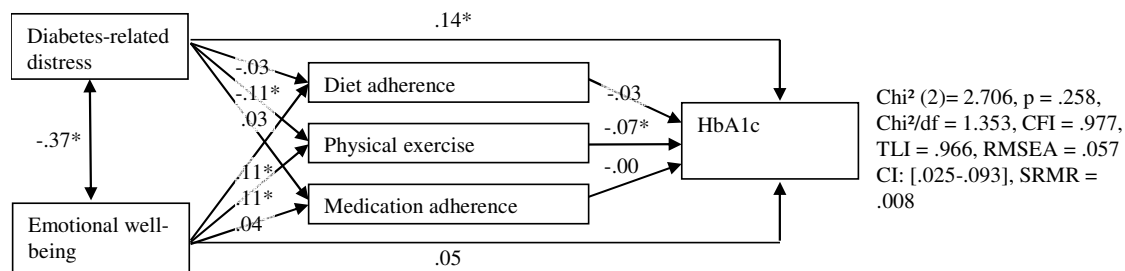 .14*
Diabetes-related
distress
-.03
-.11*
.03
Diet adherence
-.03
-.37*
Physical exercise
-.07*
HbA1c
-.00
.11*
.11*
.04
Medication adherence
Emotional well-
being
.05
Chi² (2)= 2.706, p = .258,
Chi²/df = 1.353, CFI = .977,
TLI = .966, RMSEA = .057
CI: [.025-.093], SRMR =
.008